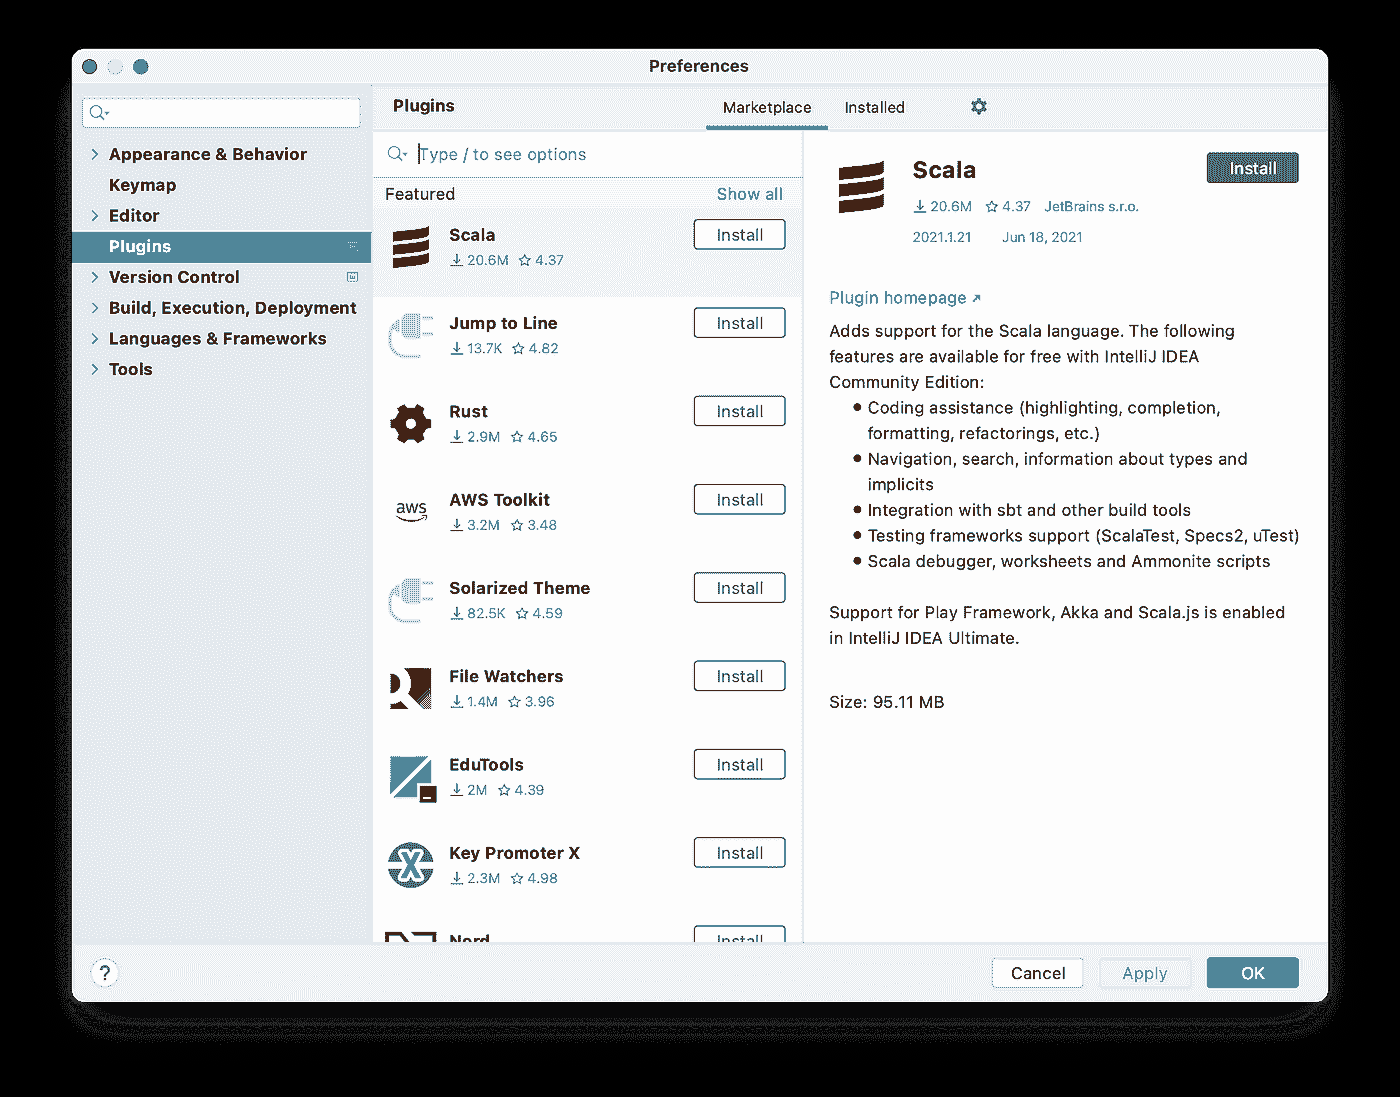 Preferences
Appearance & Behavior
Keymap
Editor
Plugins
Version Control
Build, Execution, Deployment
Languages & Frameworks
Tools
Plugins
Marketplace
Installed
Type / to see options
Featured
Show all
Scala
Install
20.6M 4.37
Jump to Line
Install
13.7K 4.82
Rust
Install
2.9M 4.65
aws
AWS Toolkit
Install
3.2M 3.48
Solarized Theme
Install
82.5K 4.59
File Watchers
Install
1.4M 3.96
EduTools
Install
2M 4.39
Key Promoter X
Install
2.3M 4.98
Nord
Install
Scala
Install
20.6M 4.37 JetBrains s.r.o.
2021.1.21 Jun 18, 2021
Plugin homepage
Adds support for the Scala language. The following
features are available for free with IntelliJ IDEA
Community Edition:
Coding assistance (highlighting, completion,
formatting, refactorings, etc.)
Navigation, search, information about types and
implicits
Integration with sbt and other build tools
Testing frameworks support (ScalaTest, Specs2, uTest)
Scala debugger, worksheets and Ammonite scripts
Support for Play Framework, Akka and Scala.js is enabled
in IntelliJ IDEA Ultimate.
Size: 95.11 MB
?
Cancel
Apply
OK